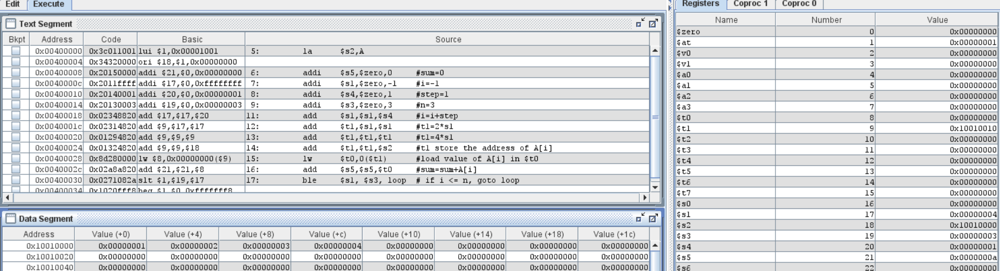 Edit Execute
Text Segment
Bkpt Address Code Basic Source
0x00400000 0x3c011001 lui $1,0x00001001 5: la $s2,A
0x00400004 0x34320000 ori $18,$1,0x00000000
0x00400008 0x20150000 addi $21,$0,0x00000000 6: addi $s5,$zero,0 #sum=0
0x0040000c 0x2011ffff addi $17,$0,0xffffffff 7: addi $s1,$zero,-1 #i=-1
0x00400010 0x20140001 addi $20,$0,0x00000001 8: addi $s4,$zero,1 #step=1
0x00400014 0x20130003 addi $19,$0,0x00000003 9: addi $s3,$zero,3 #n=3
0x00400018 0x02348820 add $17,$17,$20 11: add $s1,$s1,$s4 #i=i+step
0x0040001c 0x02314820 add $9,$17,$17 12: add $t1,$s1,$s1 #t1=2*s1
0x00400020 0x01294820 add $9,$9,$9 13: add $t1,$t1,$t1 #t1=4*s1
0x00400024 0x01324820 add $9,$9,$18 14: add $t1,$t1,$s2 #t1 store the address of A[i]
0x00400028 0x8d280000 lw $8,0x00000000($9) 15: lw $t0,0($t1) #load value of A[i] in $t0
0x0040002c 0x02a8a820 add $21,$21,$8 16: add $s5,$s5,$t0 #sum=sum+A[i]
0x00400030 0x0271082a slt $1,$19,$17 17: ble $s1, $s3, loop # if i <= n, goto loop
0x00400034 0x1020fff8 beq $1,$0,0xfffffff8
Data Segment
Address Value (+0) Value (+4) Value (+8) Value (+c) Value (+10) Value (+14) Value (+18) Value (+1c)
0x10010000 0x00000001 0x00000002 0x00000003 0x00000004 0x00000000 0x00000000 0x00000000 0x00000000
0x10010020 0x00000000 0x00000000 0x00000000 0x00000000 0x00000000 0x00000000 0x00000000 0x00000000
0x10010040 0x00000000 0x00000000 0x00000000 0x00000000 0x00000000 0x00000000 0x00000000 0x00000000
Registers Coproc 1 Coproc 0
Name Number Value
$zero 0 0x00000000
$at 1 0x00000001
$v0 2 0x00000000
$v1 3 0x00000000
$a0 4 0x00000000
$a1 5 0x00000000
$a2 6 0x00000000
$a3 7 0x00000000
$t0 8 0x00000000
$t1 9 0x10010010
$t2 10 0x00000000
$t3 11 0x00000000
$t4 12 0x00000000
$t5 13 0x00000000
$t6 14 0x00000000
$t7 15 0x00000000
$s0 16 0x00000000
$s1 17 0x00000004
$s2 18 0x10010000
$s3 19 0x00000003
$s4 20 0x00000001
$s5 21 0x0000000a
$s6 22 0x00000000